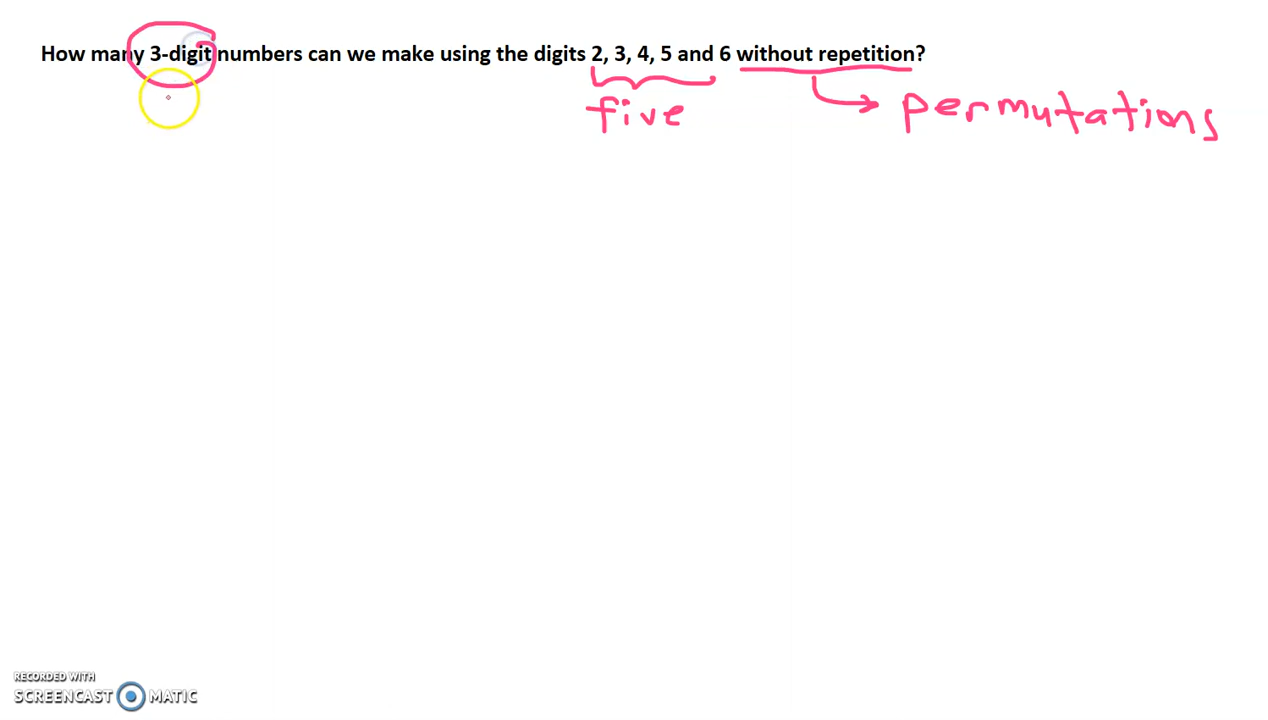 How many 3-digit numbers can we make using the digits 2, 3, 4, 5 and 6 without repetition?
five permutations
RECORDED WITH
SCREENCAST MATIC